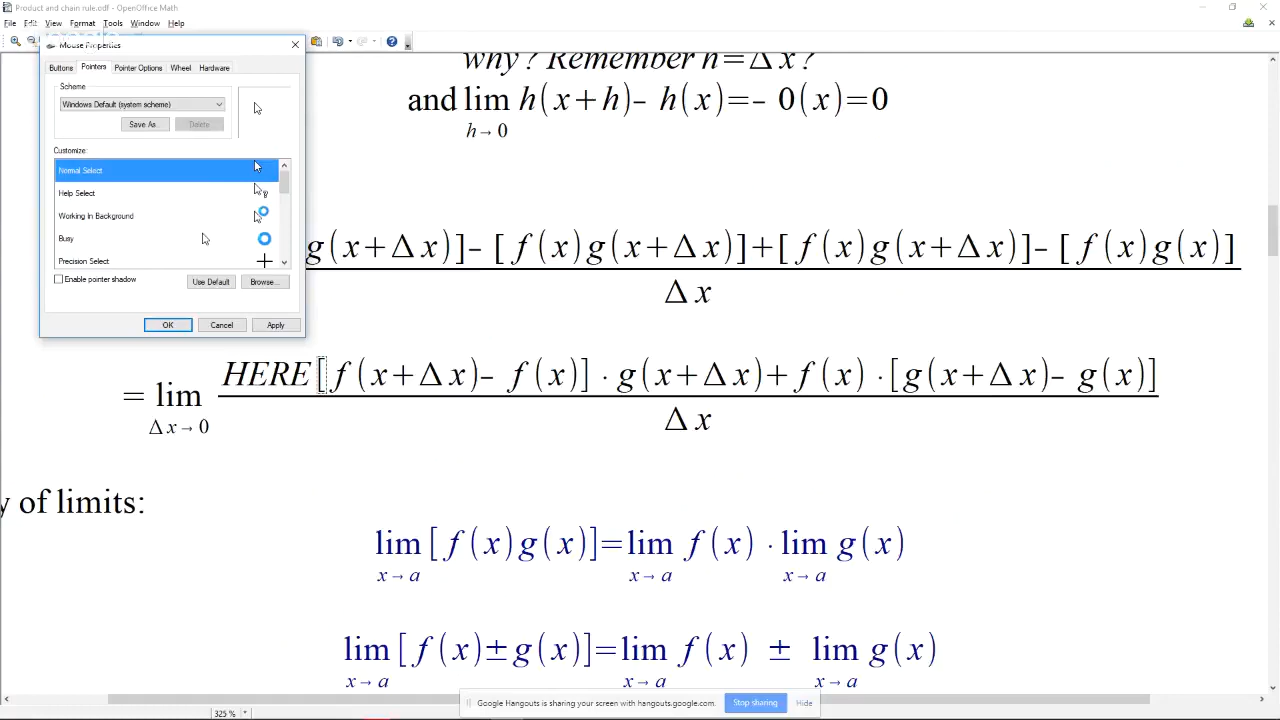 Product and chain rule.odf - OpenOffice Math
File Edit View Format Tools Window Help
Mouse Properties
Buttons Pointers Pointer Options Wheel Hardware
Scheme
Windows Default (system scheme)
Save As... Delete
Customize:
Normal Select
Help Select
Working In Background
Busy
Precision Select
Enable pointer shadow
Use Default Browse...
OK Cancel Apply
why? Remember h=Δx?
and lim h(x+h)- h(x)=- 0(x)=0
h→0
g(x+Δx)]- [f(x)g(x+Δx)]+[f(x)g(x+Δx)]- [f(x)g(x)]
Δx
HERE[f(x+Δx)- f(x)]·g(x+Δx)+f(x)·[g(x+Δx)- g(x)]
= lim
Δx→0
Δx
y of limits:
lim[f(x)g(x)]=lim f(x)·lim g(x)
x→a x→a x→a
lim[f(x)±g(x)]=lim f(x) ± lim g(x)
x→a x→a x→a
Google Hangouts is sharing your screen with hangouts.google.com. Stop sharing Hide
325 %